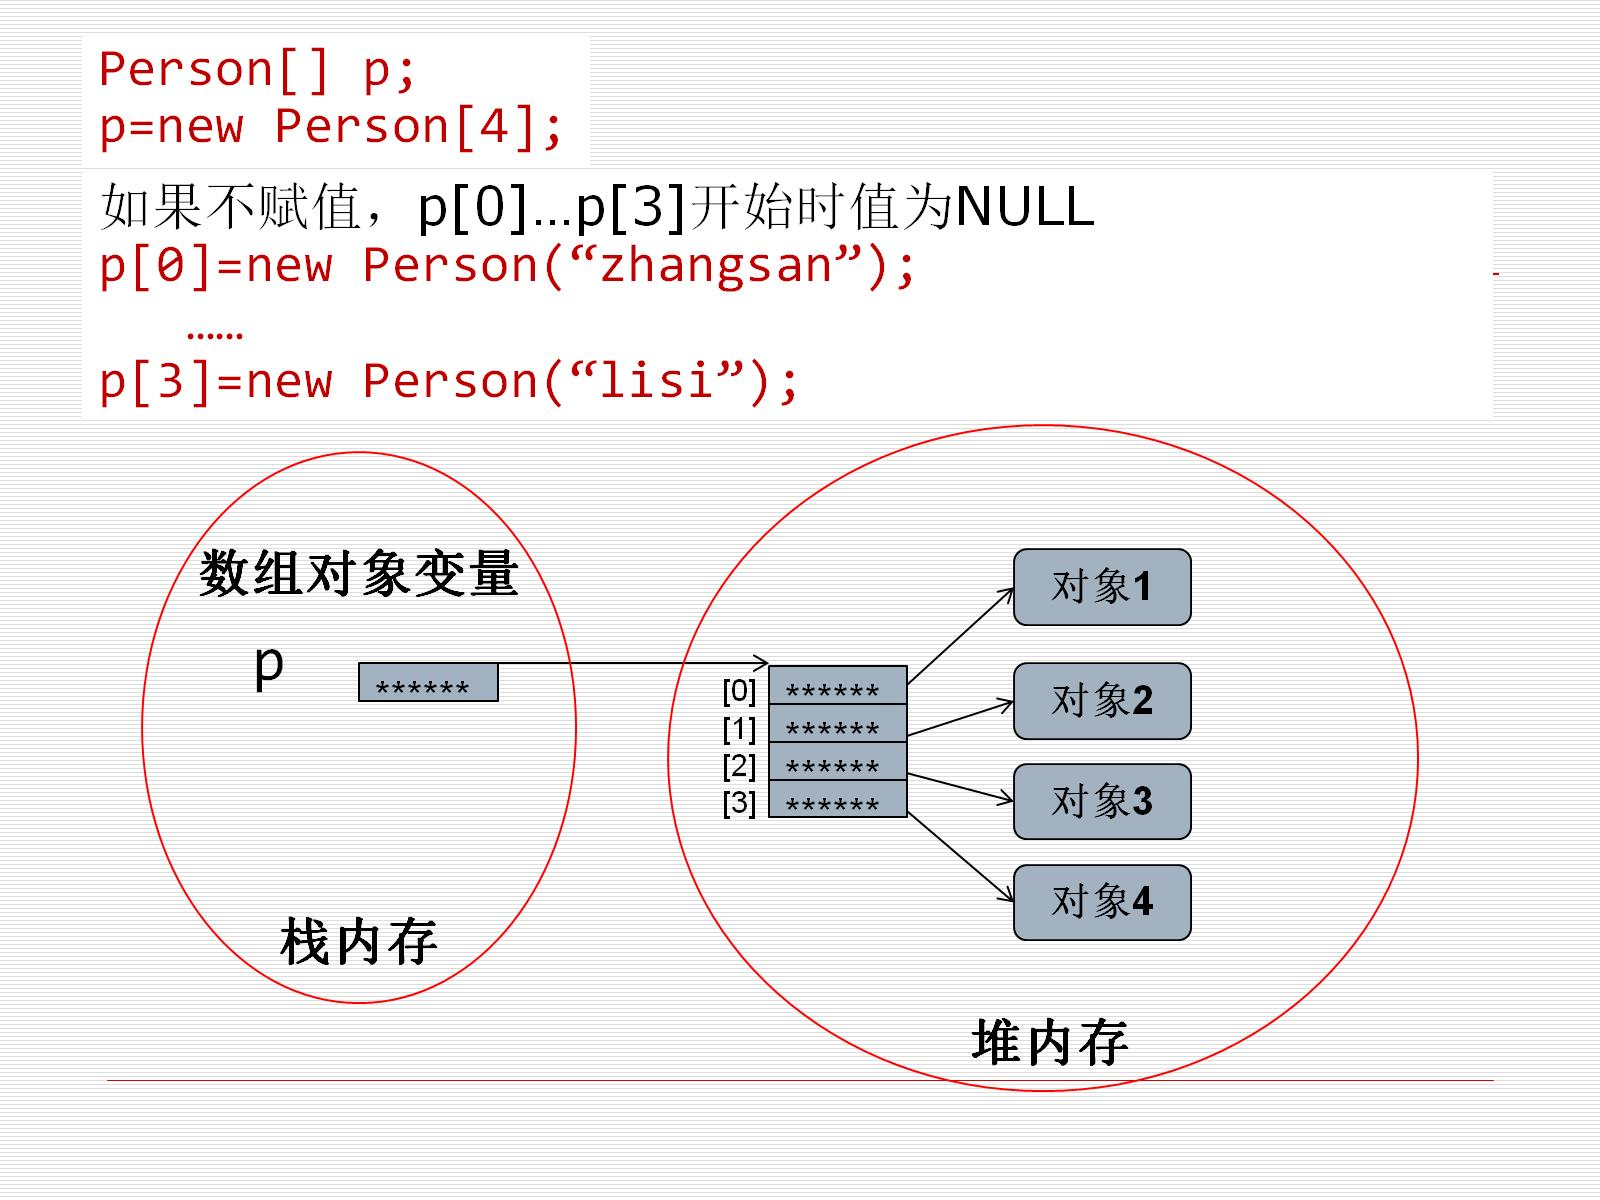 Person[] p;
p=new Person[4];
如果不赋值，p[0]…p[3]开始时值为NULL
p[0]=new Person(“zhangsan”);
……
p[3]=new Person(“lisi”);
数组对象变量
p
******
[0] ******
[1] ******
[2] ******
[3] ******
对象1
对象2
对象3
对象4
栈内存
堆内存